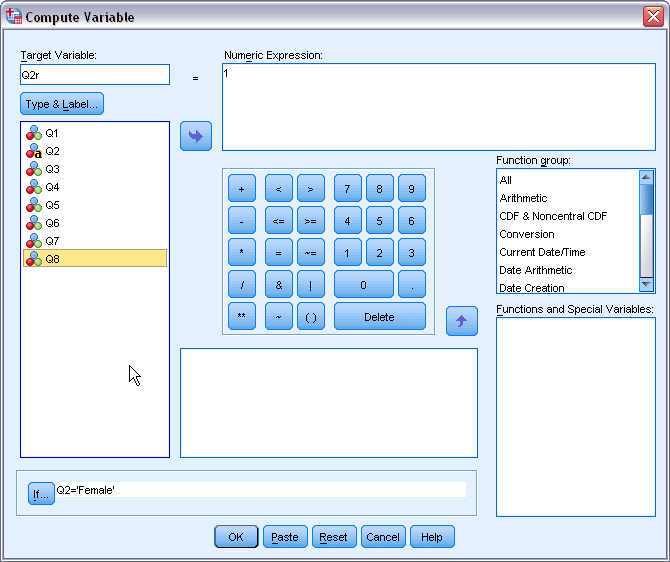 Compute Variable
Target Variable:
Numeric Expression:
Q2r
=
1
Type & Label...
Q1
a Q2
Q3
Q4
Q5
Q6
Q7
Q8
+ < > 7 8 9
- <= >= 4 5 6
* = ~= 1 2 3
/ & | 0 .
** ~ ( ) Delete
Function group:
All
Arithmetic
CDF & Noncentral CDF
Conversion
Current Date/Time
Date Arithmetic
Date Creation
Functions and Special Variables:
If... Q2='Female'
OK Paste Reset Cancel Help